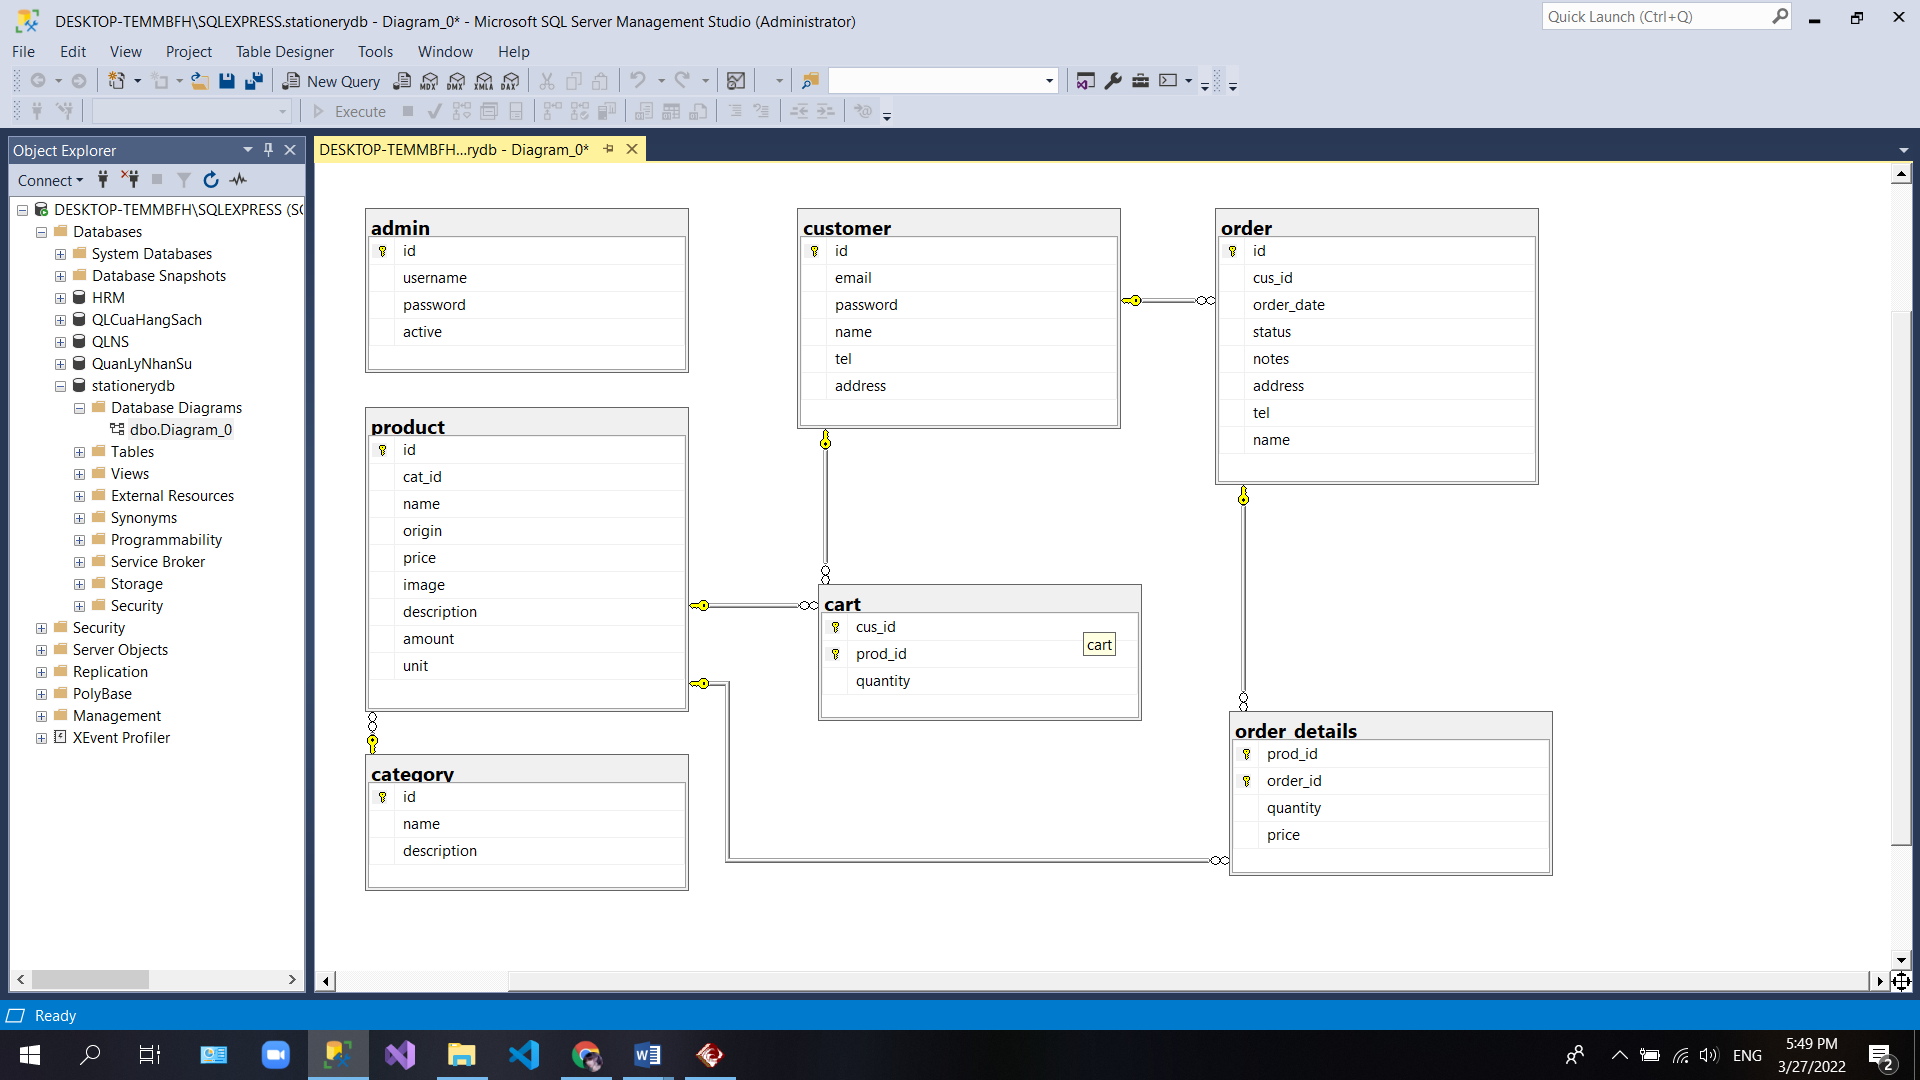 DESKTOP-TEMMBFH\SQLEXPRESS.stationerydb - Diagram_0* - Microsoft SQL Server Management Studio (Administrator)
Quick Launch (Ctrl+Q)
File Edit View Project Table Designer Tools Window Help
New Query MDX DMX XMLA DAX
Execute
Object Explorer
DESKTOP-TEMMBFH...rydb - Diagram_0*
Connect
DESKTOP-TEMMBFH\SQLEXPRESS (SQ
Databases
System Databases
Database Snapshots
HRM
QLCuaHangSach
QLNS
QuanLyNhanSu
stationerydb
Database Diagrams
dbo.Diagram_0
Tables
Views
External Resources
Synonyms
Programmability
Service Broker
Storage
Security
Security
Server Objects
Replication
PolyBase
Management
XEvent Profiler
admin
id
username
password
active
customer
id
email
password
name
tel
address
order
id
cus_id
order_date
status
notes
address
tel
name
product
id
cat_id
name
origin
price
image
description
amount
unit
cart
cus_id
prod_id
quantity
cart
category
id
name
description
order_details
prod_id
order_id
quantity
price
Ready
ENG
5:49 PM
3/27/2022
2